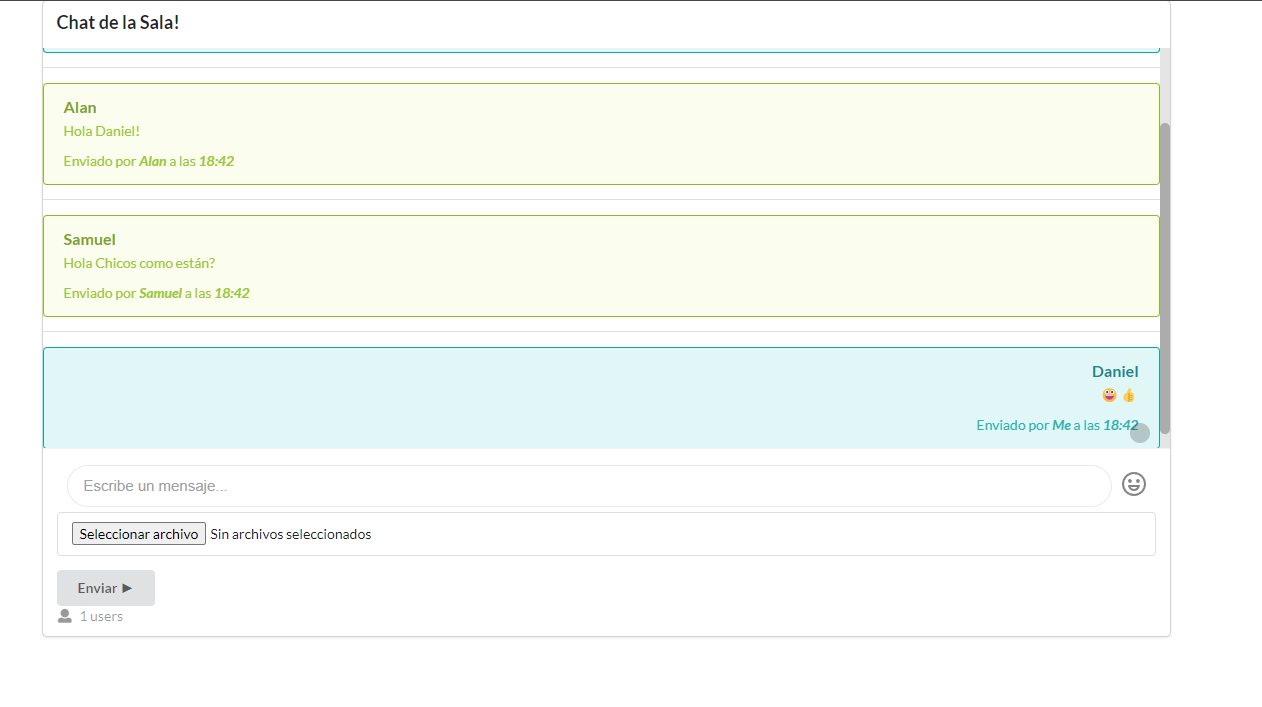 Chat de la Sala!
Alan
Hola Daniel!
Enviado por Alan a las 18:42
Samuel
Hola Chicos como están?
Enviado por Samuel a las 18:42
Daniel
😀 👍
Enviado por Me a las 18:42
Escribe un mensaje...
Seleccionar archivo Sin archivos seleccionados
Enviar ►
1 users